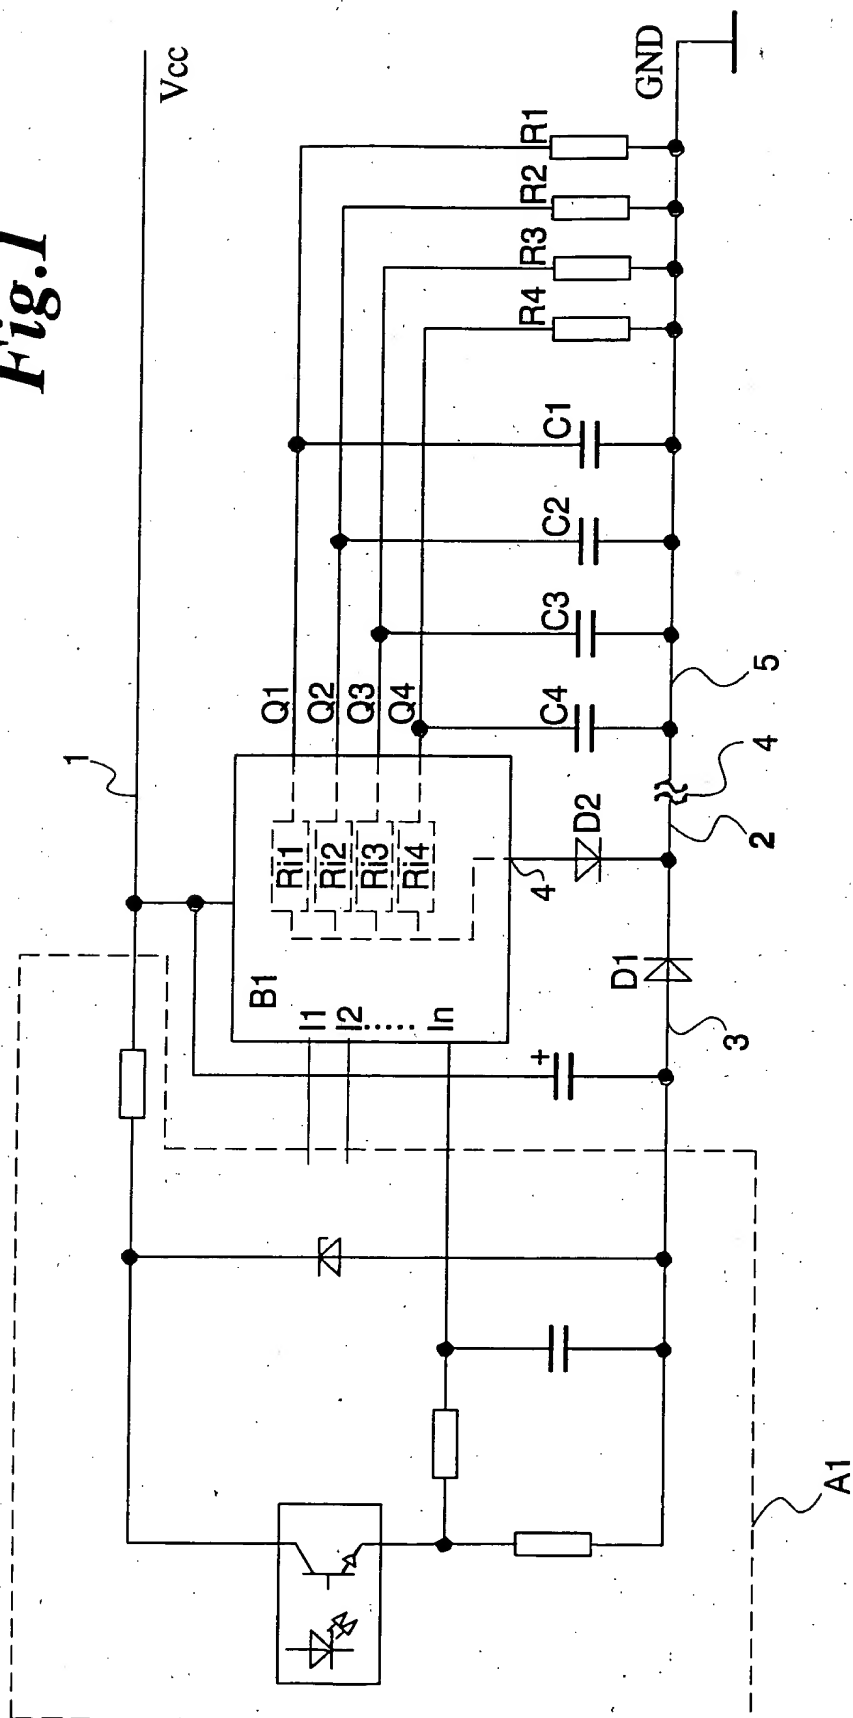 Fig.1
Vcc
GND
R1
R2
R3
R4
C1
C2
C3
C4
Q1
Q2
Q3
Q4
1
5
4
2
D2
4
Ri1
Ri2
Ri3
Ri4
B1
I1
I2
.....
In
D1
3
+
A1